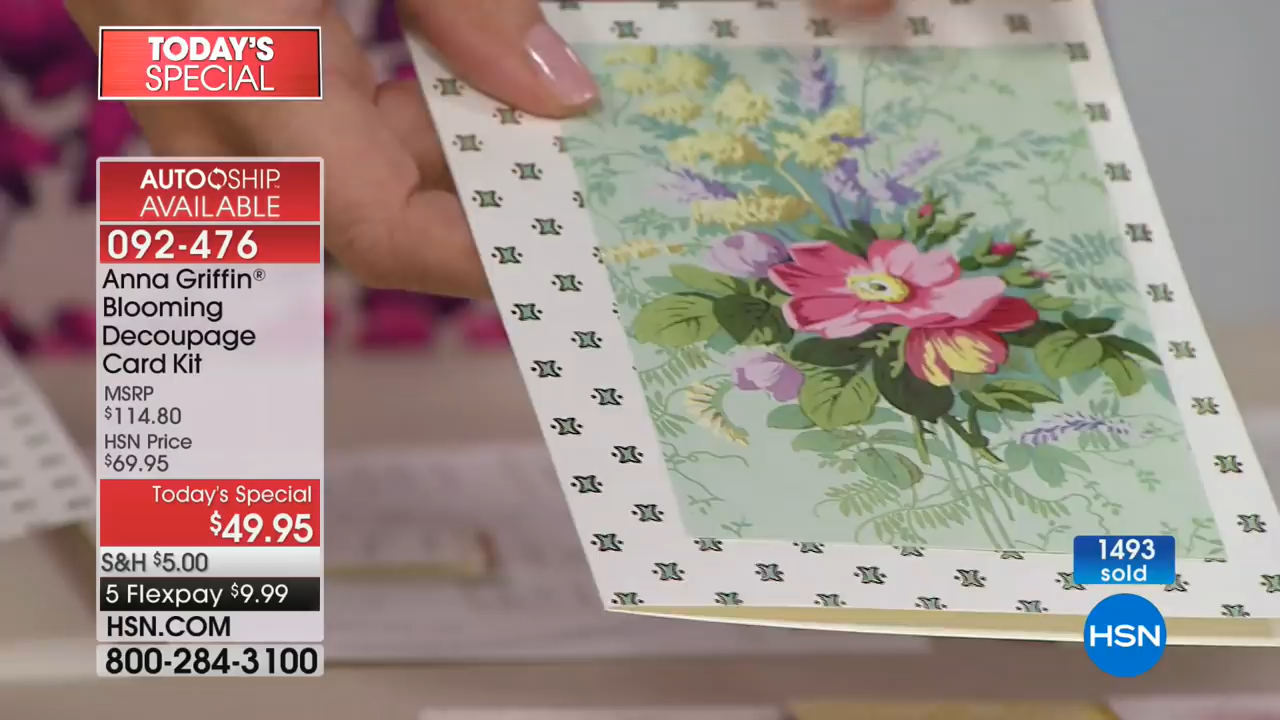 TODAY'S
SPECIAL
AUTOSHIP™
AVAILABLE
092-476
Anna Griffin®
Blooming
Decoupage
Card Kit
MSRP
$114.80
HSN Price
$69.95
Today's Special
$49.95
S&H $5.00
5 Flexpay $9.99
HSN.COM
800-284-3100
1493
sold
HSN